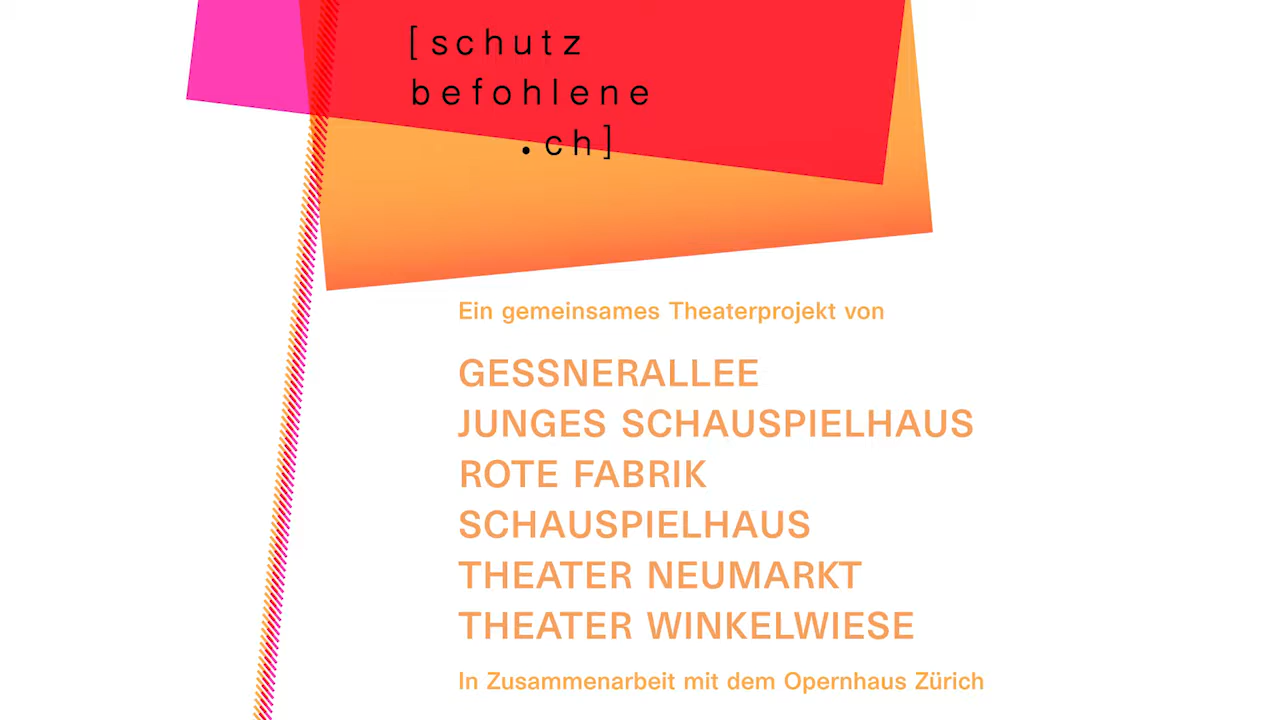 [schutz
befohlene
.ch]
Ein gemeinsames Theaterprojekt von
GESSNERALLEE
JUNGES SCHAUSPIELHAUS
ROTE FABRIK
SCHAUSPIELHAUS
THEATER NEUMARKT
THEATER WINKELWIESE
In Zusammenarbeit mit dem Opernhaus Zürich